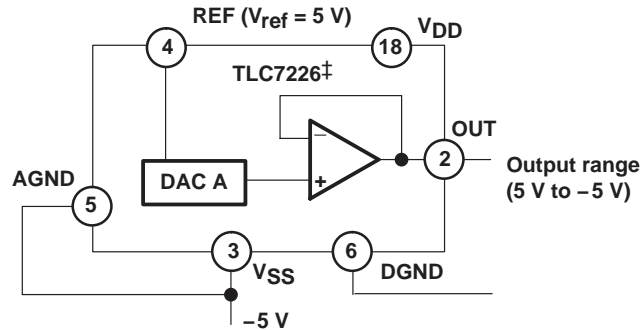 REF (Vref = 5 V)
4
18
VDD
TLC7226‡
−
+
OUT
2
Output range
(5 V to −5 V)
AGND
5
DAC A
3
VSS
6
DGND
−5 V